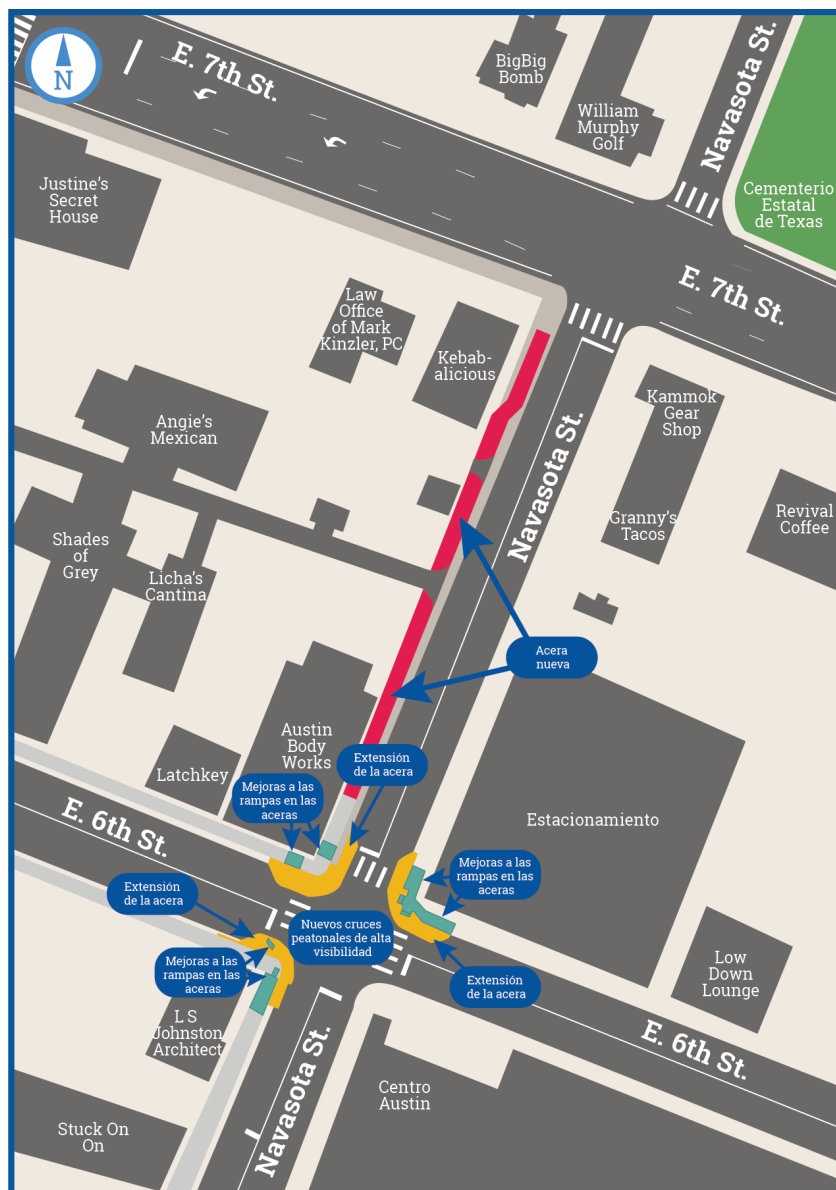 N
E. 7th St.
BigBig
Bomb
William
Murphy
Golf
Navasota St.
Cementerio
Estatal
de Texas
Justine's
Secret
House
E. 7th St.
Law
Office
of Mark
Kinzler, PC
Kebab-
alicious
Kammok
Gear
Shop
Angie's
Mexican
Navasota St.
Granny's
Tacos
Revival
Coffee
Shades
of
Grey
Licha's
Cantina
Acera
nueva
Austin
Body
Works
Extensión
de la acera
Latchkey
Mejoras a las
rampas en las
aceras
E. 6th St.
Estacionamiento
Mejoras a las
rampas en las
aceras
Extensión
de la acera
Nuevos cruces
peatonales de alta
visibilidad
Mejoras a las
rampas en las
aceras
Extensión
de la acera
Low
Down
Lounge
L S
Johnston
Architect
E. 6th St.
Centro
Austin
Navasota St.
Stuck On
On